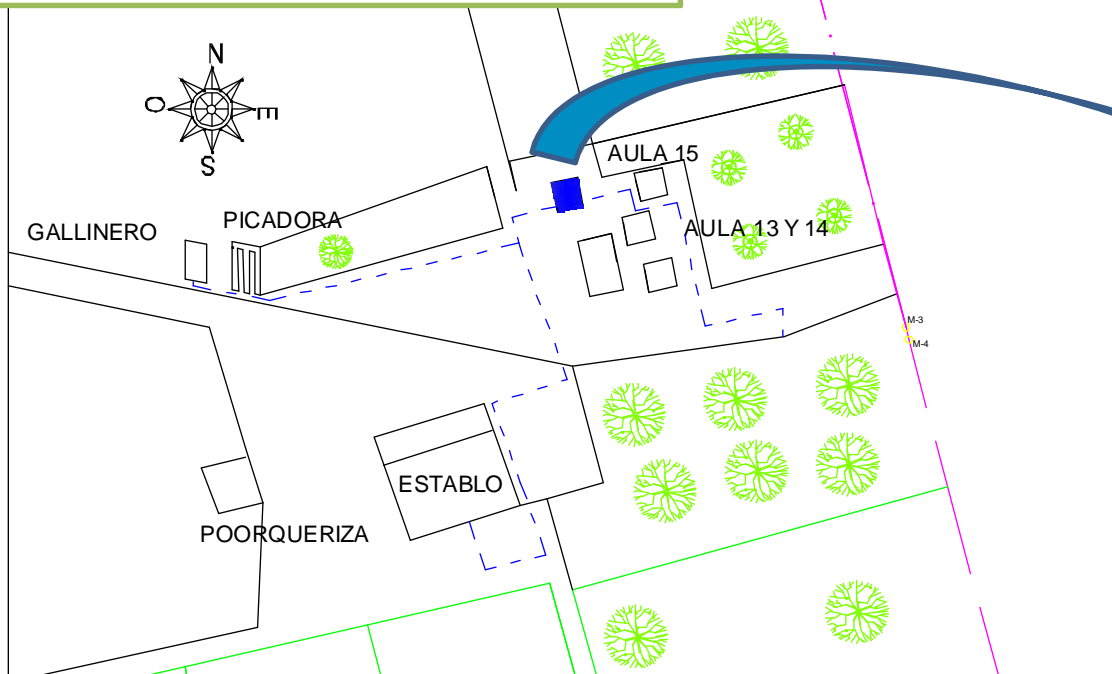 N
O
E
S
AULA 15
PICADORA
GALLINERO
AULA 13 Y 14
M-3
M-4
ESTABLO
POORQUERIZA